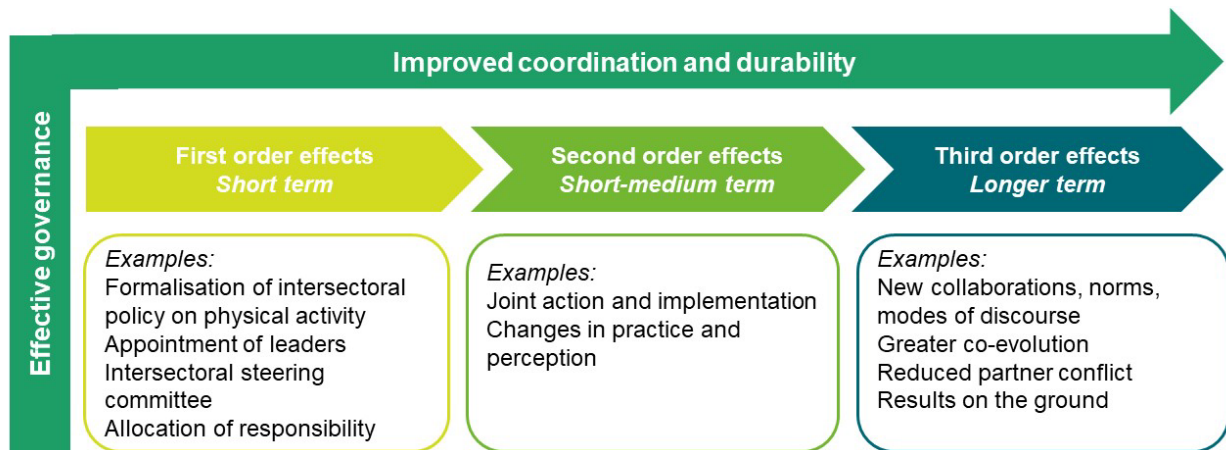 Improved coordination and durability
Effective governance
First order effects
Short term
Examples:
Formalisation of intersectoral
policy on physical activity
Appointment of leaders
Intersectoral steering
committee
Allocation of responsibility
Second order effects
Short-medium term
Examples:
Joint action and implementation
Changes in practice and
perception
Third order effects
Longer term
Examples:
New collaborations, norms,
modes of discourse
Greater co-evolution
Reduced partner conflict
Results on the ground